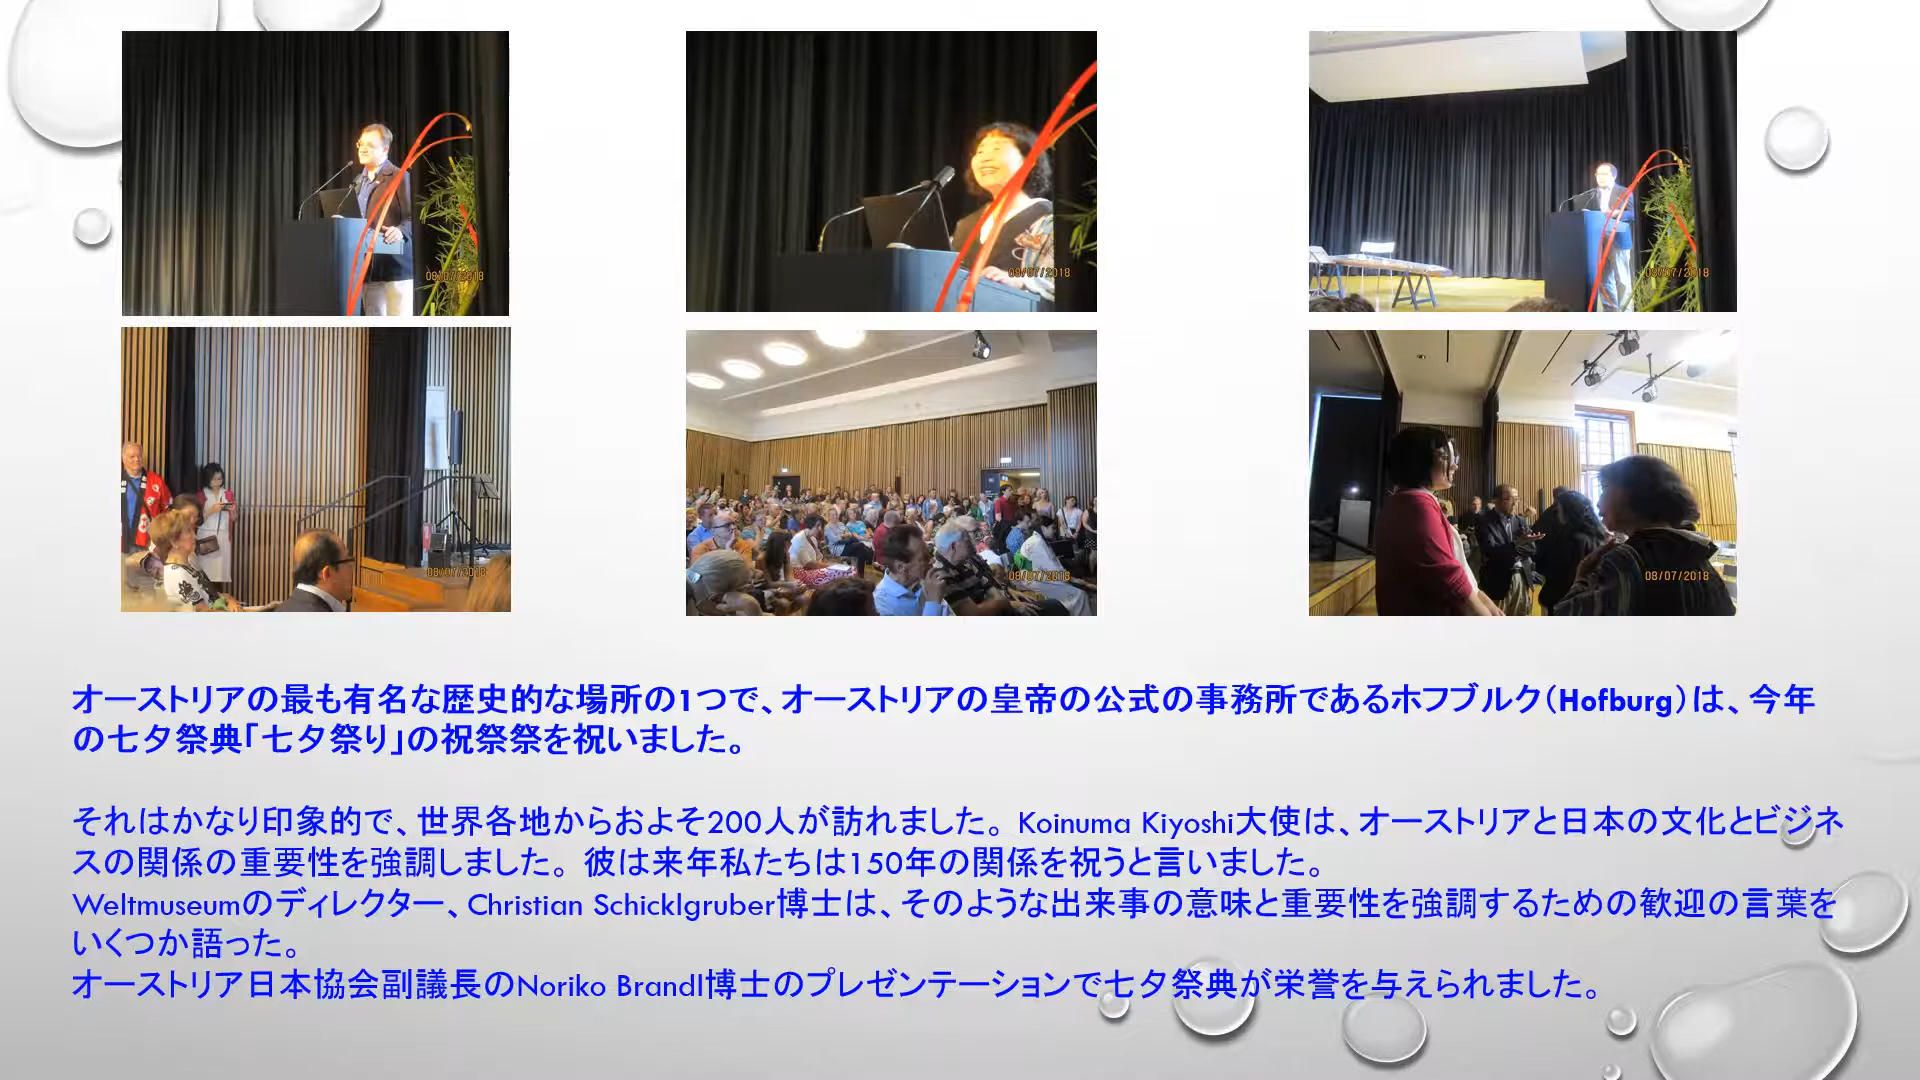 08/07/2018
08/07/2018
08/07/2018
08/07/2018
08/07/2018
08/07/2018
オーストリアの最も有名な歴史的な場所の1つで、オーストリアの皇帝の公式の事務所であるホフブルク（Hofburg）は、今年
の七夕祭典「七夕祭り」の祝祭祭を祝いました。
それはかなり印象的で、世界各地からおよそ200人が訪れました。 Koinuma Kiyoshi大使は、オーストリアと日本の文化とビジネ
スの関係の重要性を強調しました。 彼は来年私たちは150年の関係を祝うと言いました。
Weltmuseumのディレクター、Christian Schicklgruber博士は、そのような出来事の意味と重要性を強調するための歓迎の言葉を
いくつか語った。
オーストリア日本協会副議長のNoriko Brandl博士のプレゼンテーションで七夕祭典が栄誉を与えられました。